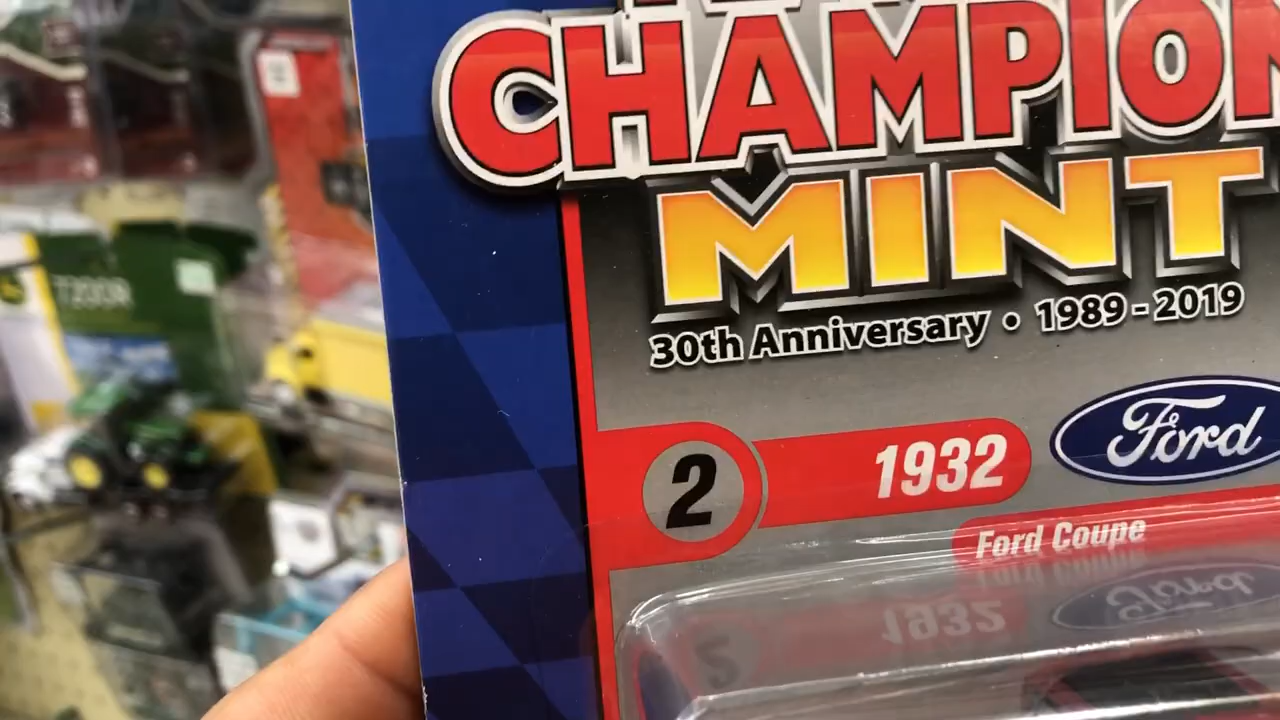 CHAMPION
MINT
30th Anniversary • 1989-2019
2
1932
Ford
Ford Coupe